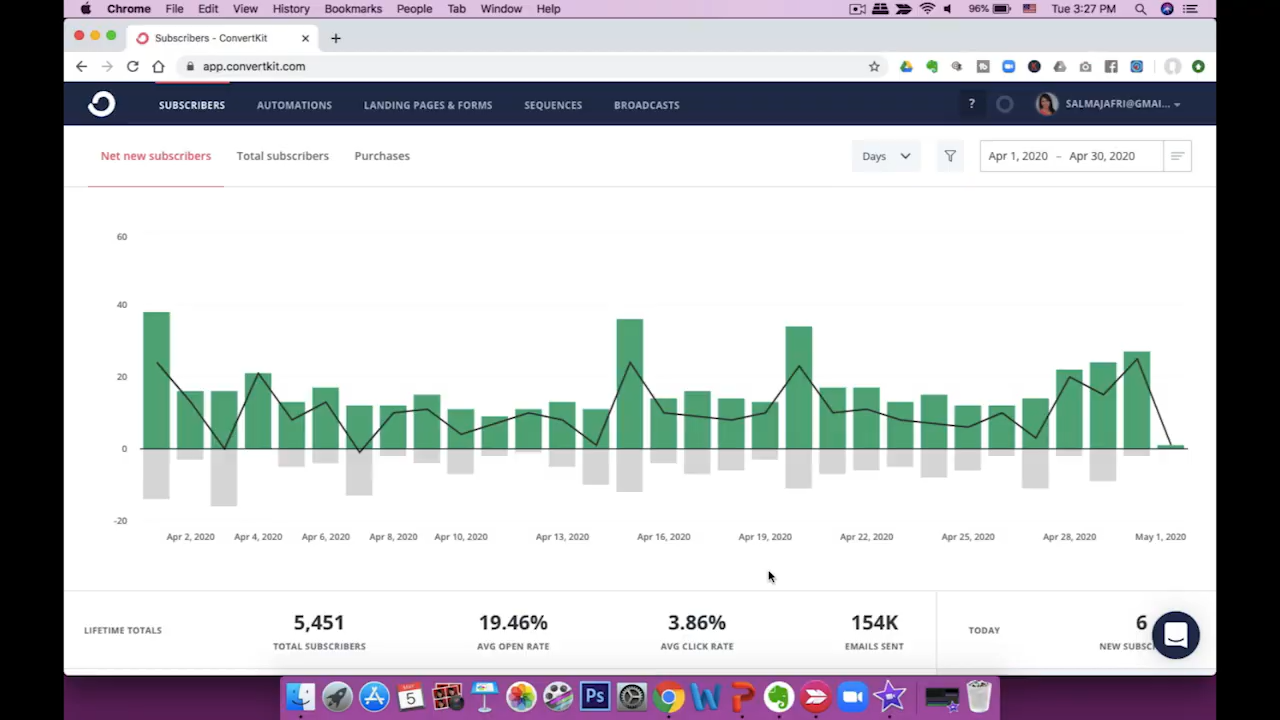 Chrome File Edit View History Bookmarks People Tab Window Help 96% Tue 3:27 PM
Subscribers - ConvertKit
app.convertkit.com
SUBSCRIBERS AUTOMATIONS LANDING PAGES & FORMS SEQUENCES BROADCASTS ? SALMAJAFRI@GMAI...
Net new subscribers Total subscribers Purchases Days Apr 1, 2020 – Apr 30, 2020
60
40
20
0
-20
Apr 2, 2020 Apr 4, 2020 Apr 6, 2020 Apr 8, 2020 Apr 10, 2020 Apr 13, 2020 Apr 16, 2020 Apr 19, 2020 Apr 22, 2020 Apr 25, 2020 Apr 28, 2020 May 1, 2020
5,451 19.46% 3.86% 154K 6
LIFETIME TOTALS TODAY
TOTAL SUBSCRIBERS AVG OPEN RATE AVG CLICK RATE EMAILS SENT NEW SUBSC
MAY
5 Ps